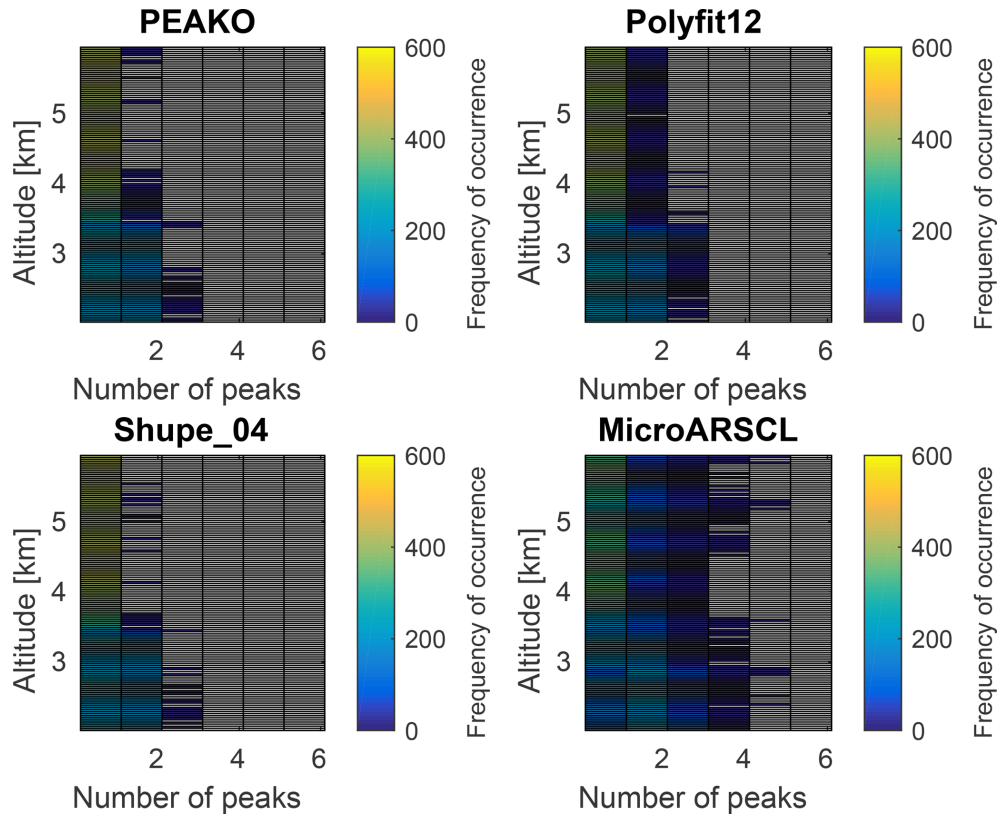 PEAKO
Polyfit12
600
400
200
0
Frequency of occurrence
5
4
3
Altitude [km]
2 4 6
Number of peaks
600
400
200
0
Frequency of occurrence
5
4
3
Altitude [km]
2 4 6
Number of peaks
Shupe_04
MicroARSCL
600
400
200
0
Frequency of occurrence
5
4
3
Altitude [km]
2 4 6
Number of peaks
600
400
200
0
Frequency of occurrence
5
4
3
Altitude [km]
2 4 6
Number of peaks